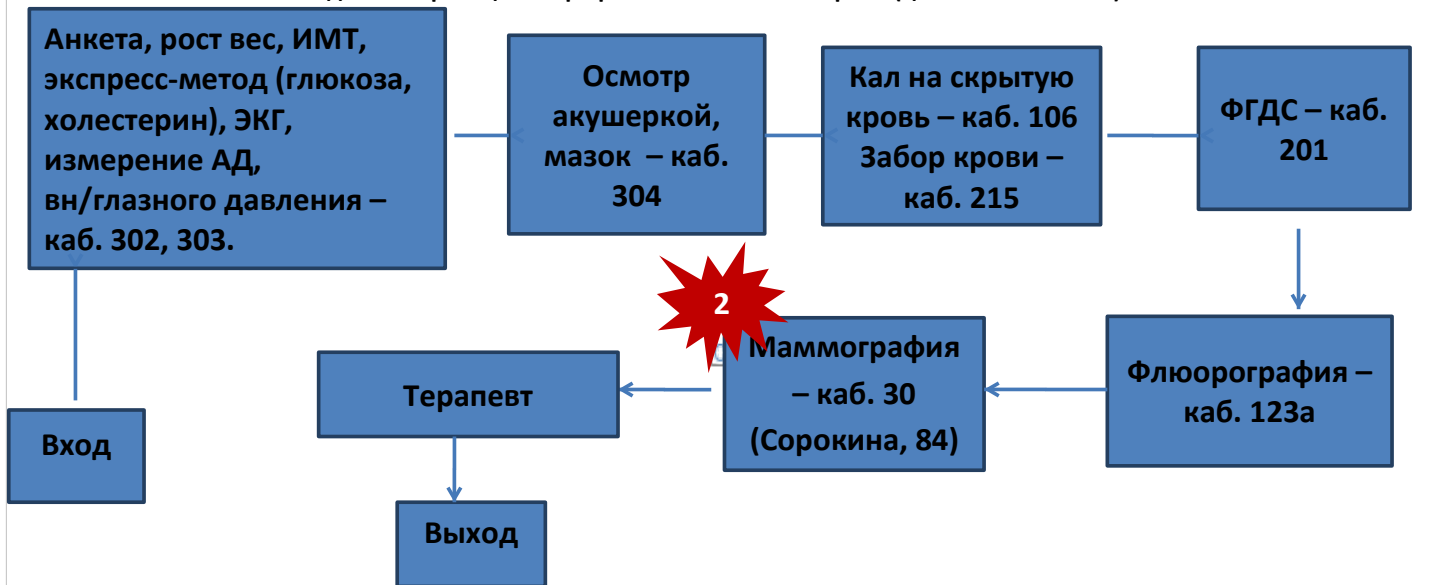 Анкета, рост вес, ИМТ,
экспресс-метод (глюкоза,
холестерин), ЭКГ,
измерение АД,
вн/глазного давления –
каб. 302, 303.
Осмотр
акушеркой,
мазок – каб.
304
Кал на скрытую
кровь – каб. 106
Забор крови –
каб. 215
ФГДС – каб.
201
Флюорография –
каб. 123а
2
Маммография
– каб. 30
(Сорокина, 84)
Терапевт
Вход
Выход